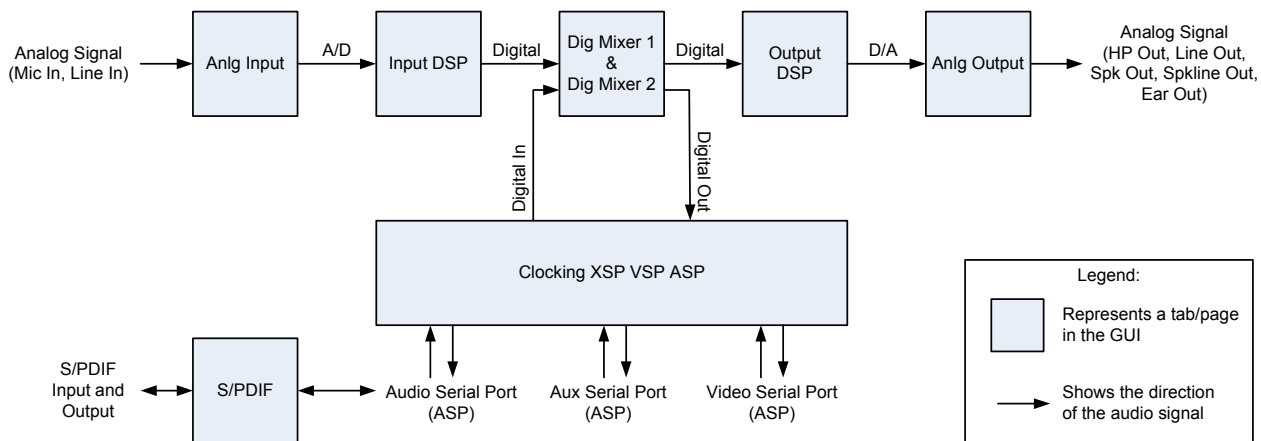 Analog Signal
(Mic In, Line In)
Anlg Input
A/D
Input DSP
Digital
Dig Mixer 1
&
Dig Mixer 2
Digital
Output
DSP
D/A
Anlg Output
Analog Signal
(HP Out, Line Out,
Spk Out, Spkline Out,
Ear Out)
Digital In
Digital Out
Clocking XSP VSP ASP
S/PDIF
Input and
Output
S/PDIF
Audio Serial Port
(ASP)
Aux Serial Port
(ASP)
Video Serial Port
(ASP)
Legend:
Represents a tab/page
in the GUI
Shows the direction
of the audio signal